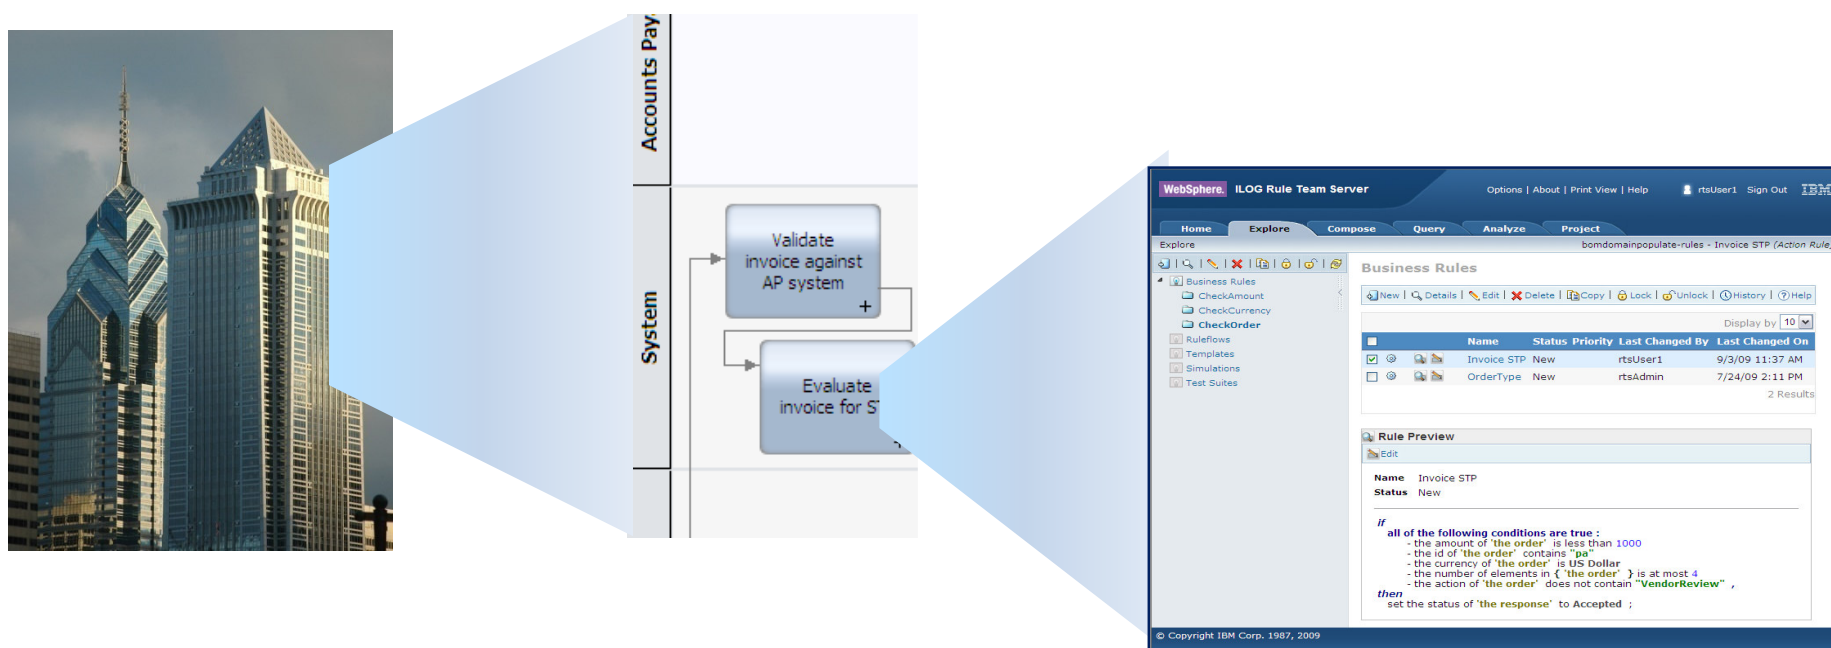 Accounts Pay
System
Validate
invoice against
AP system
+
Evaluate
invoice for ST
WebSphere. ILOG Rule Team Server
Options | About | Print View | Help rtsUser1 Sign Out IBM
Home Explore Compose Query Analyze Project
Explore bomdomainpopulate-rules - Invoice STP (Action Rule)
Business Rules
CheckAmount
CheckCurrency
CheckOrder
Ruleflows
Templates
Simulations
Test Suites
Business Rules
New | Details | Edit | Delete | Copy | Lock | Unlock | History | Help
Display by 10
Name Status Priority Last Changed By Last Changed On
Invoice STP New rtsUser1 9/3/09 11:37 AM
OrderType New rtsAdmin 7/24/09 2:11 PM
2 Results
Rule Preview
Edit
Name Invoice STP
Status New
if
all of the following conditions are true :
- the amount of 'the order' is less than 1000
- the id of 'the order' contains "pa"
- the currency of 'the order' is US Dollar
- the number of elements in { 'the order' } is at most 4
- the action of 'the order' does not contain "VendorReview" ,
then
set the status of 'the response' to Accepted ;
© Copyright IBM Corp. 1987, 2009